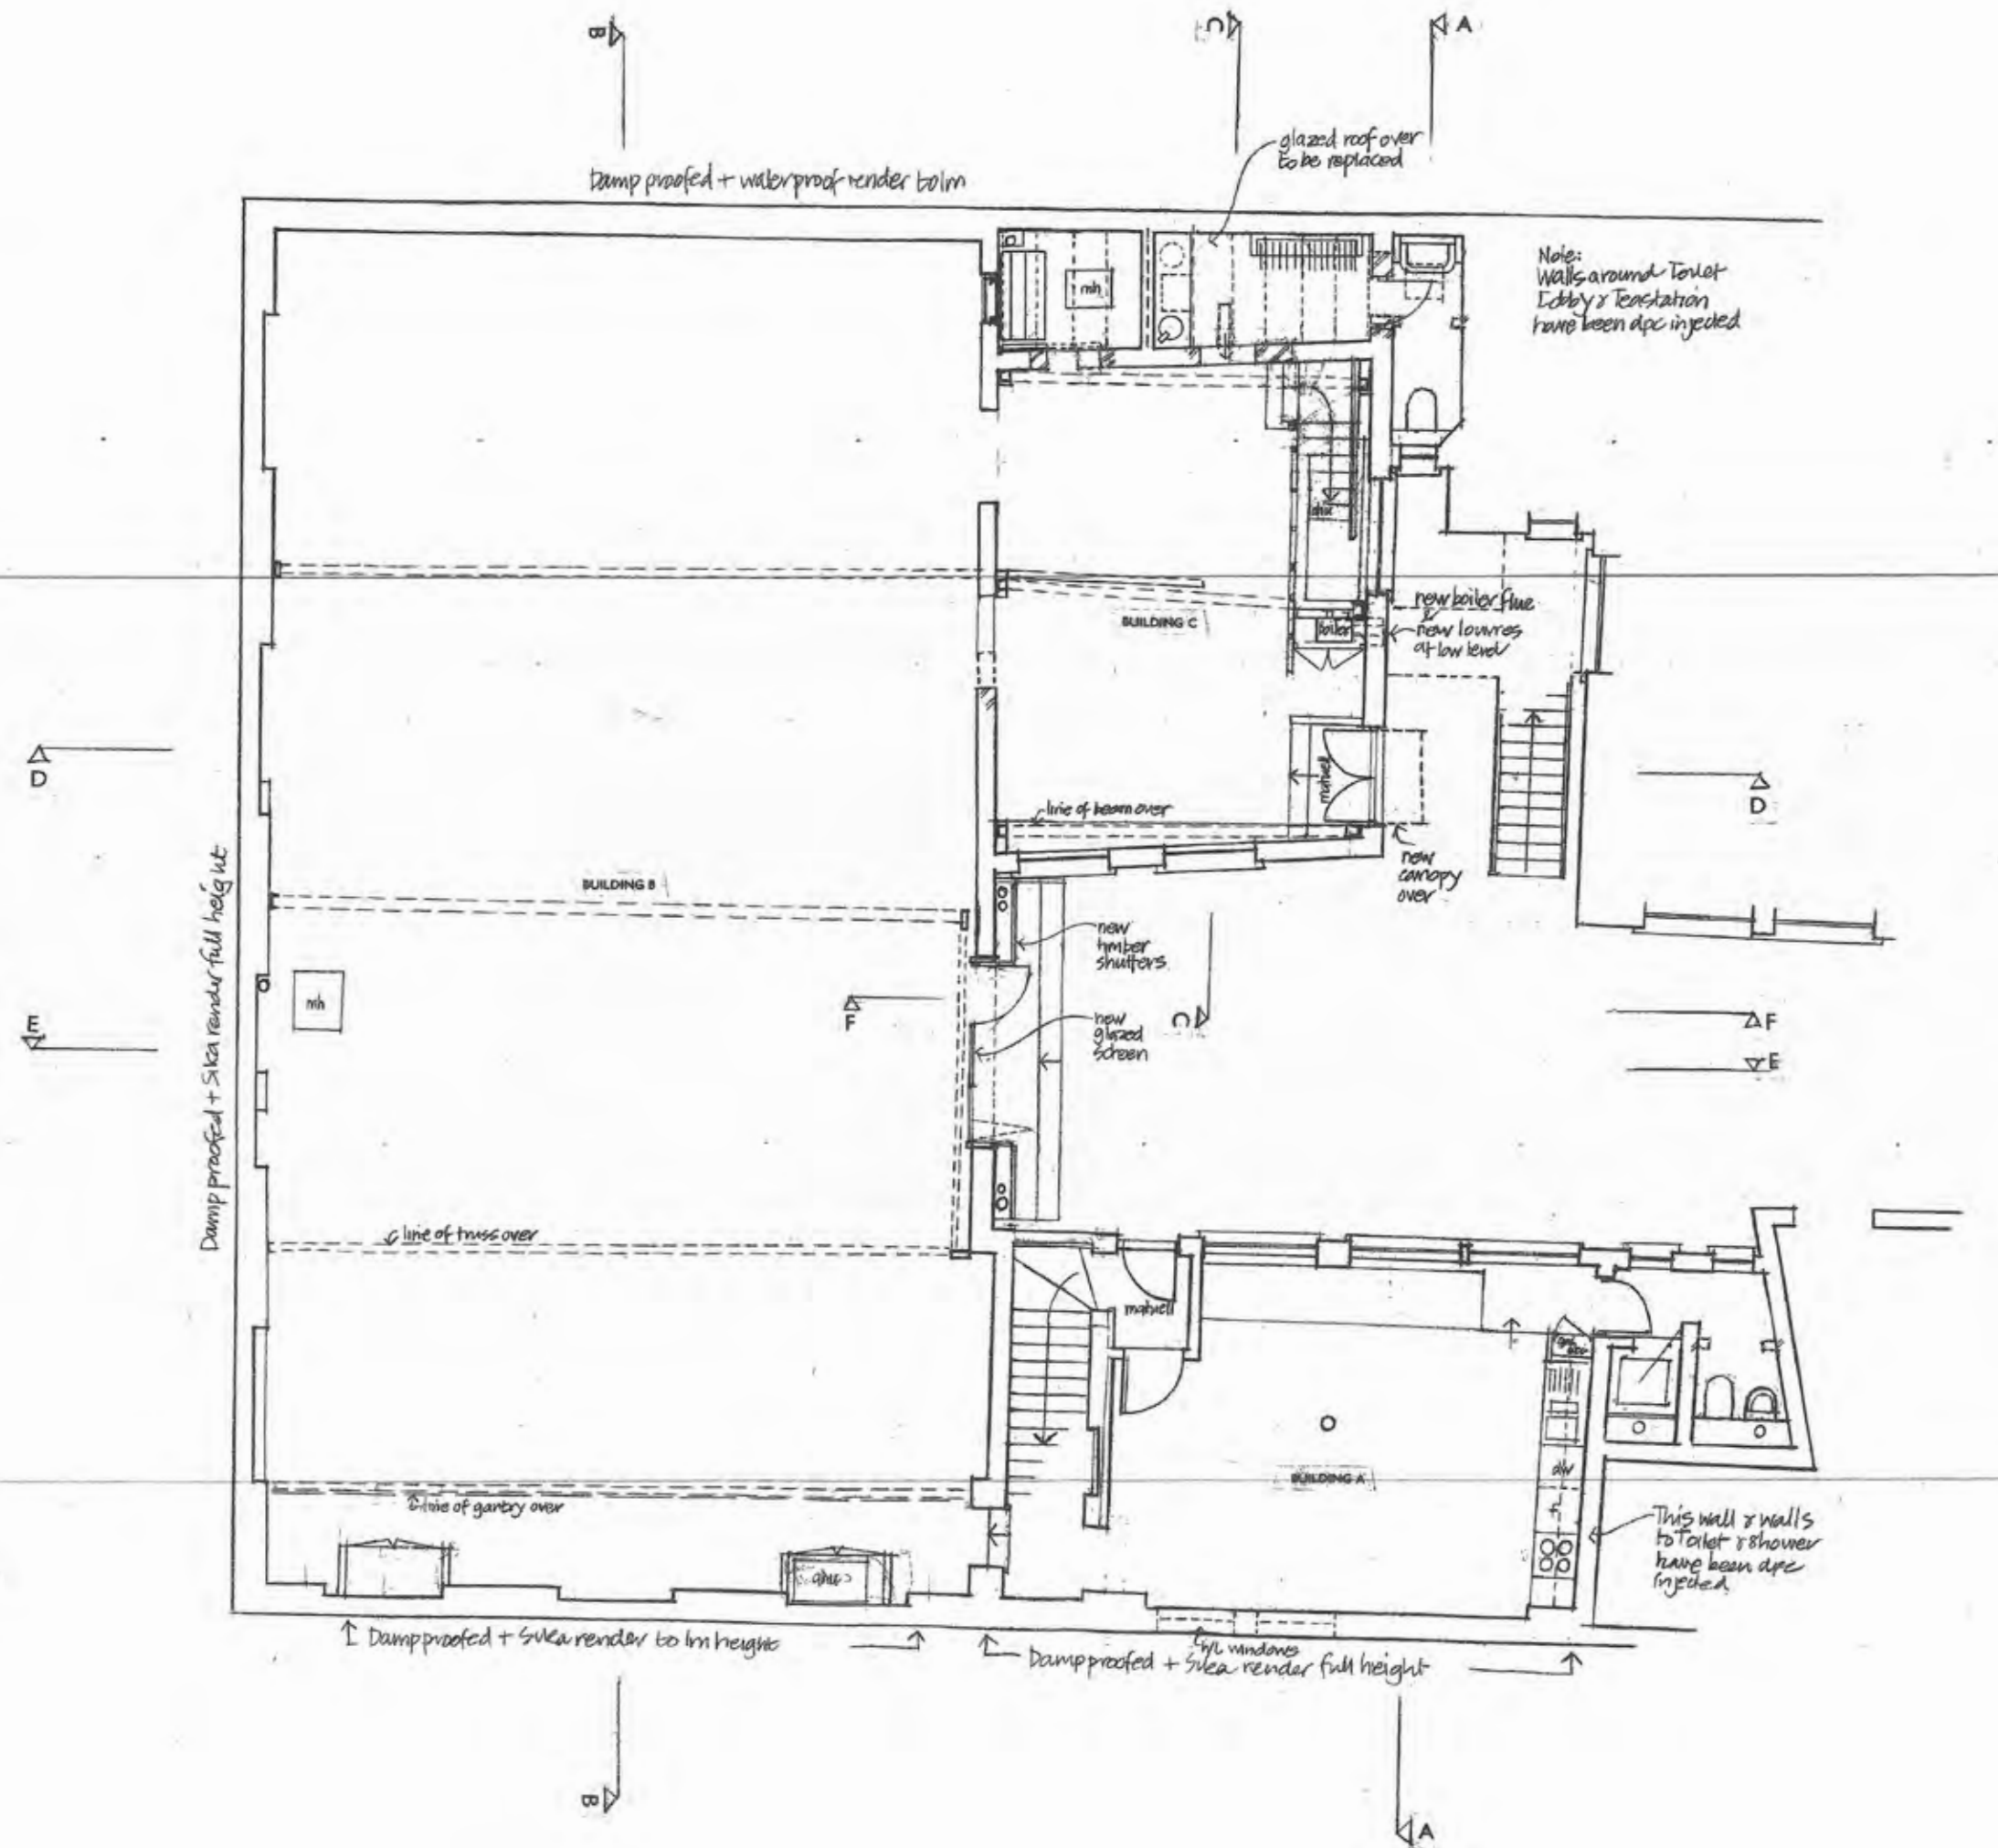 B
C
A
glazed roof over
to be replaced
Damp proofed + waterproof render to 1m
Note:
Walls around Toilet
Lobby & Teastation
have been dpc injected
mh
new boiler flue
&
new louvres
at low level
BUILDING C
boiler
D
D
matwell
line of beam over
new
canopy
over
BUILDING B
Damp proofed + Sika render full height
new
timber
shutters
mh
F
C
F
E
new
glazed
screen
E
line of truss over
matwell
BUILDING A
dw
f
line of gantry over
This wall & walls
to Toilet & Shower
have been dpc
injected
Damp proofed + Sika render to 1m height
h/L windows
Damp proofed + Sika render full height
B
A